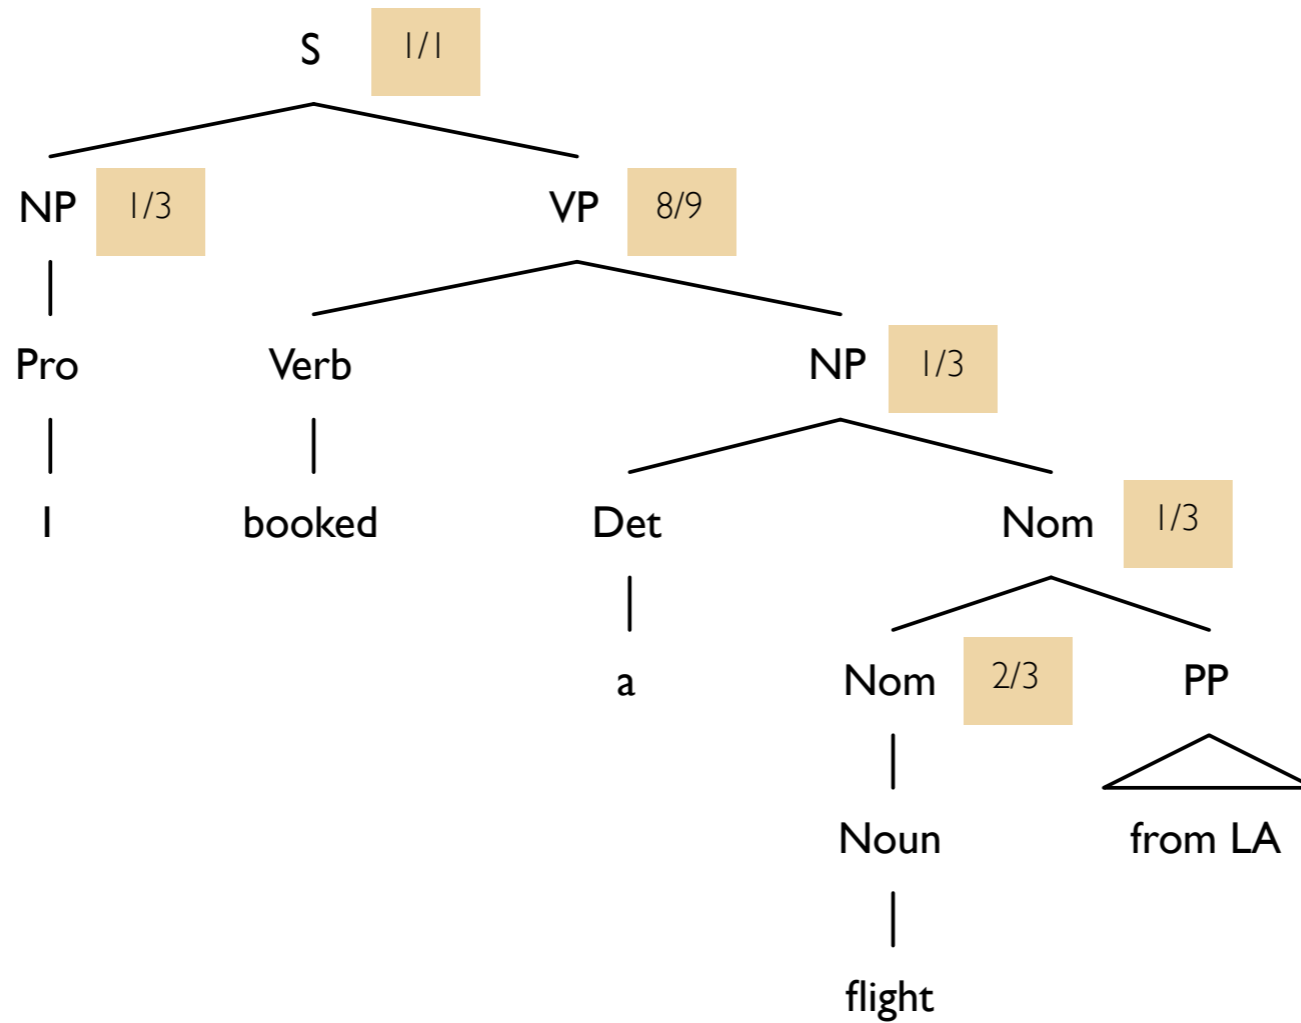 S 1/1
NP 1/3 VP 8/9
Pro Verb NP 1/3
I booked Det Nom 1/3
a Nom 2/3 PP
Noun from LA
flight